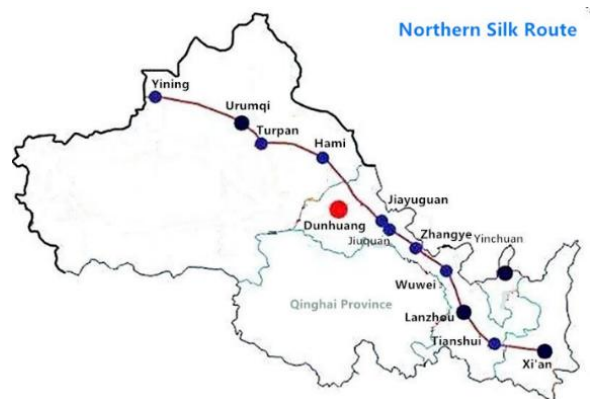 Northern Silk Route
Yining
Urumqi
Turpan
Hami
Jiayuguan
Dunhuang
Jiuquan
Zhangye
Yinchuan
Wuwei
Qinghai Province
Lanzhou
Tianshui
Xi'an